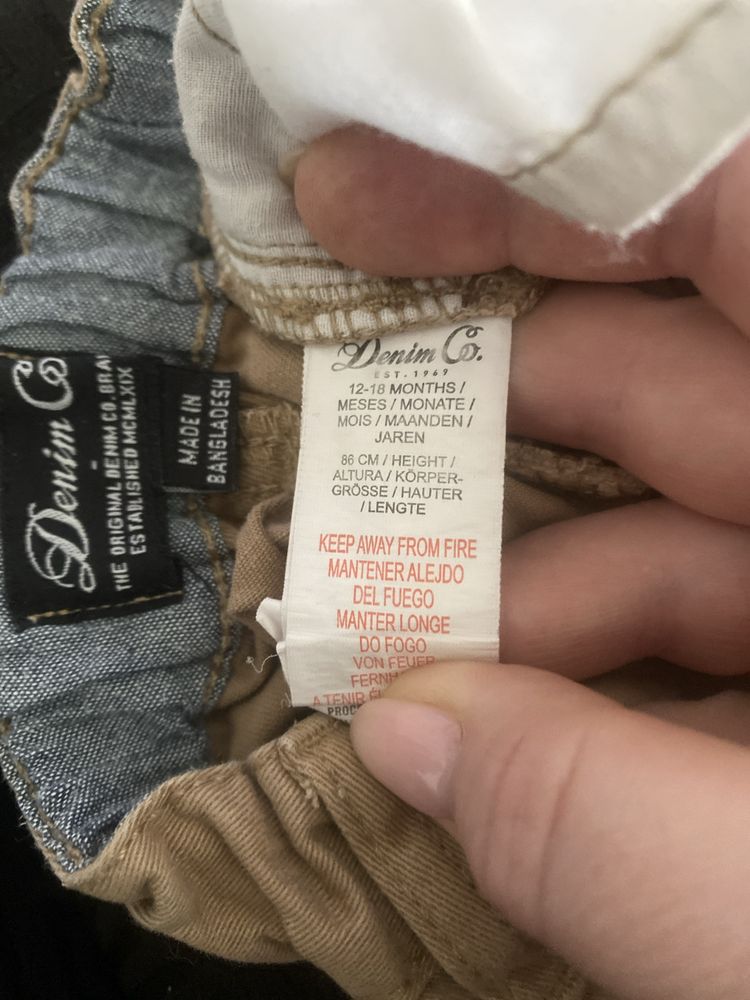 Denim Co.
EST. 1969
12-18 MONTHS /
MESES / MONATE /
MOIS / MAANDEN /
JAREN
86 CM / HEIGHT /
ALTURA / KÖRPER-
GRÖSSE / HAUTER
/ LENGTE
KEEP AWAY FROM FIRE
MANTENER ALEJDO
DEL FUEGO
MANTER LONGE
DO FOGO
VON FEUER
A TENIR
Denim Co
THE ORIGINAL DENIM CO.
ESTABLISHED MCMLXIX
MADE IN
BANGLADESH